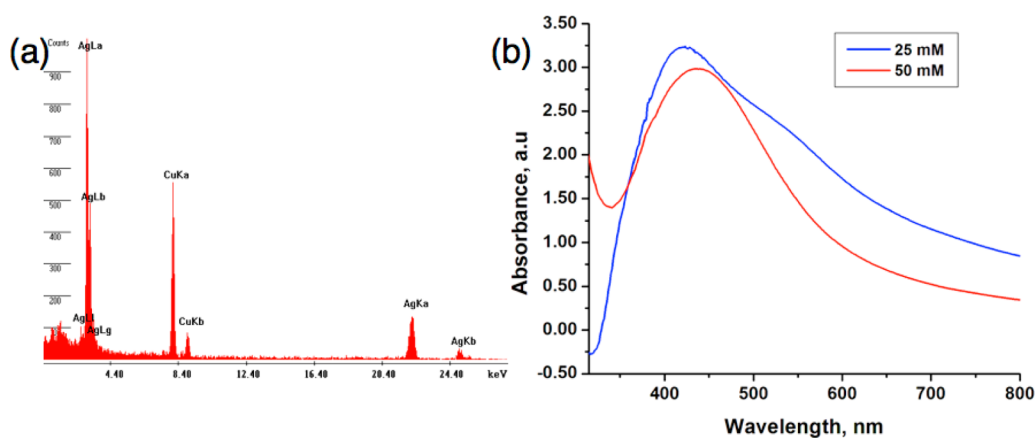 (a)
Counts
AgLa
900
800
700
600
500
400
300
200
100
AgLb
AgLl
AgLg
CuKa
CuKb
AgKa
AgKb
4.40 8.40 12.40 16.40 20.40 24.40 keV
(b)
25 mM
50 mM
3.50
3.00
2.50
2.00
1.50
1.00
0.50
0.00
-0.50
Absorbance, a.u
400 500 600 700 800
Wavelength, nm